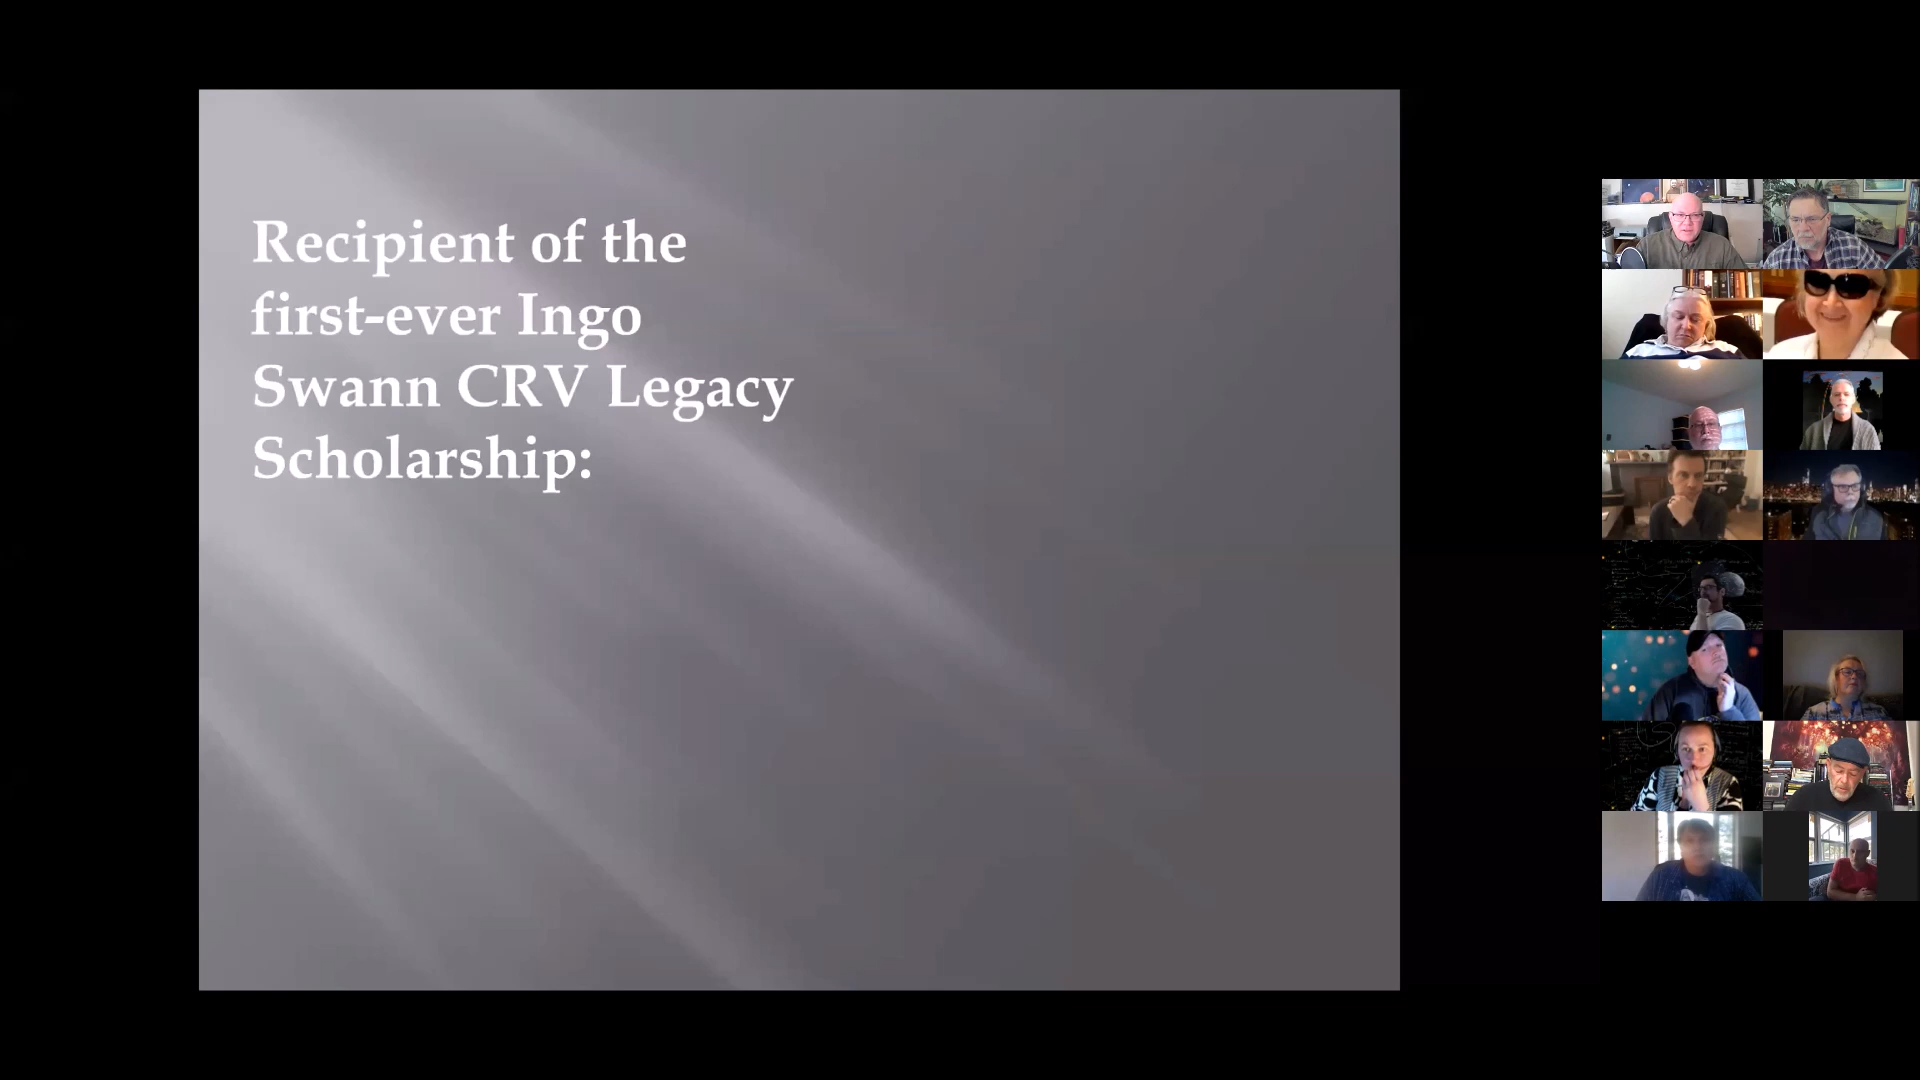 Recipient of the
first-ever Ingo
Swann CRV Legacy
Scholarship: